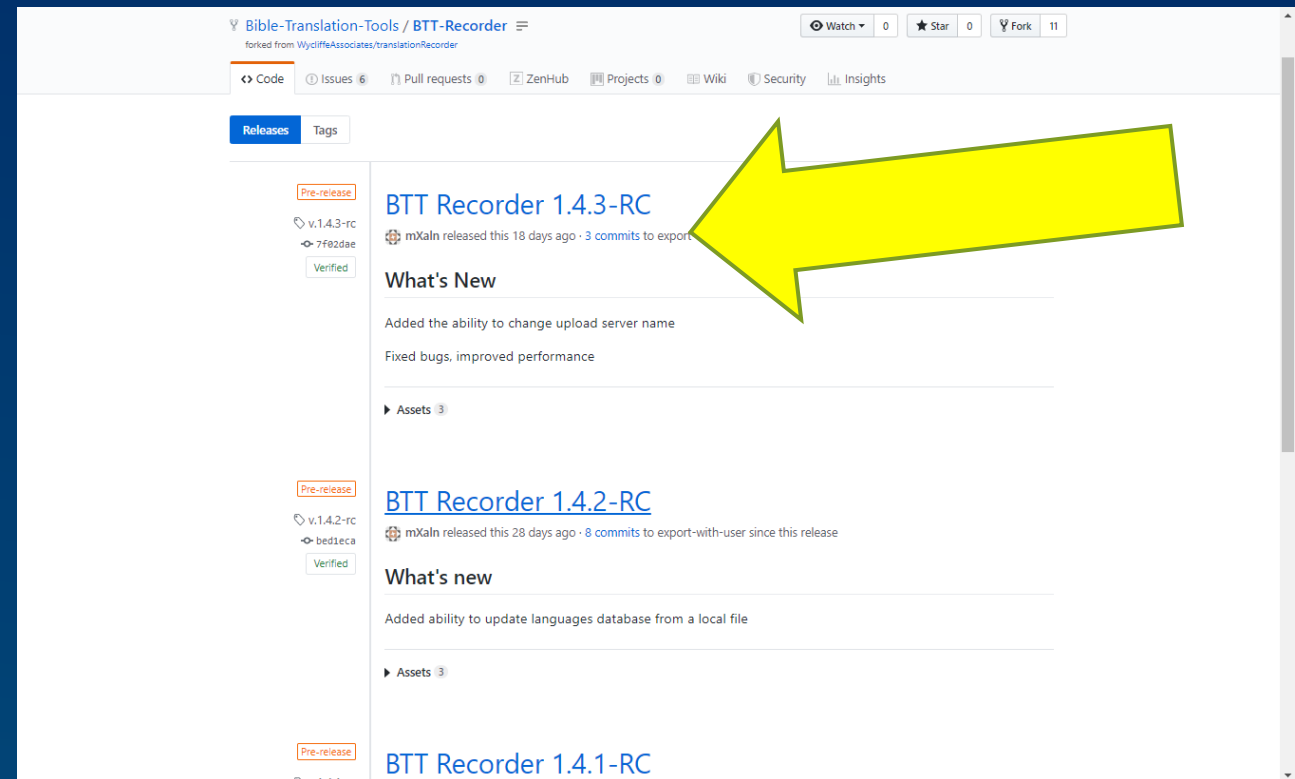 Bible-Translation-Tools / BTT-Recorder
forked from WycliffeAssociates/translationRecorder
Watch 0 Star 0 Fork 11
Code Issues 6 Pull requests 0 ZenHub Projects 0 Wiki Security Insights
Releases Tags
Pre-release
v.1.4.3-rc
7f02dae
Verified
BTT Recorder 1.4.3-RC
mXaln released this 18 days ago · 3 commits to export
What's New
Added the ability to change upload server name
Fixed bugs, improved performance
Assets 3
Pre-release
v.1.4.2-rc
bed1eca
Verified
BTT Recorder 1.4.2-RC
mXaln released this 28 days ago · 8 commits to export-with-user since this release
What's new
Added ability to update languages database from a local file
Assets 3
Pre-release
BTT Recorder 1.4.1-RC